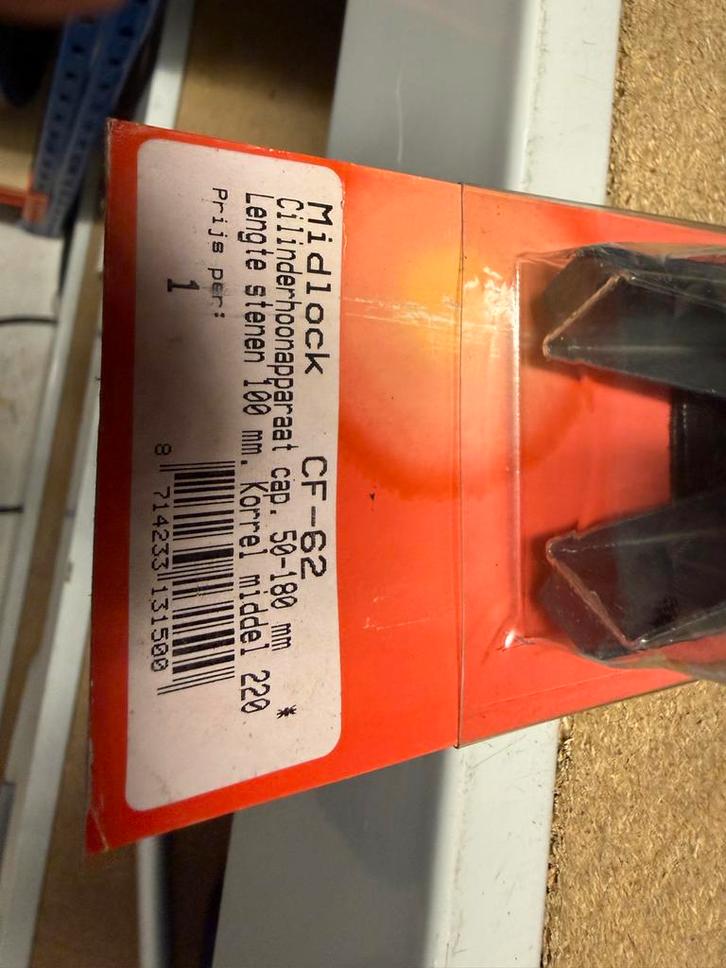 Midlock CF-62
Cilinderhoonapparaat cap. 50-180 mm *
Lengte stenen 100 mm. Korrel middel 220
Prijs per:
1
8 714233 131500